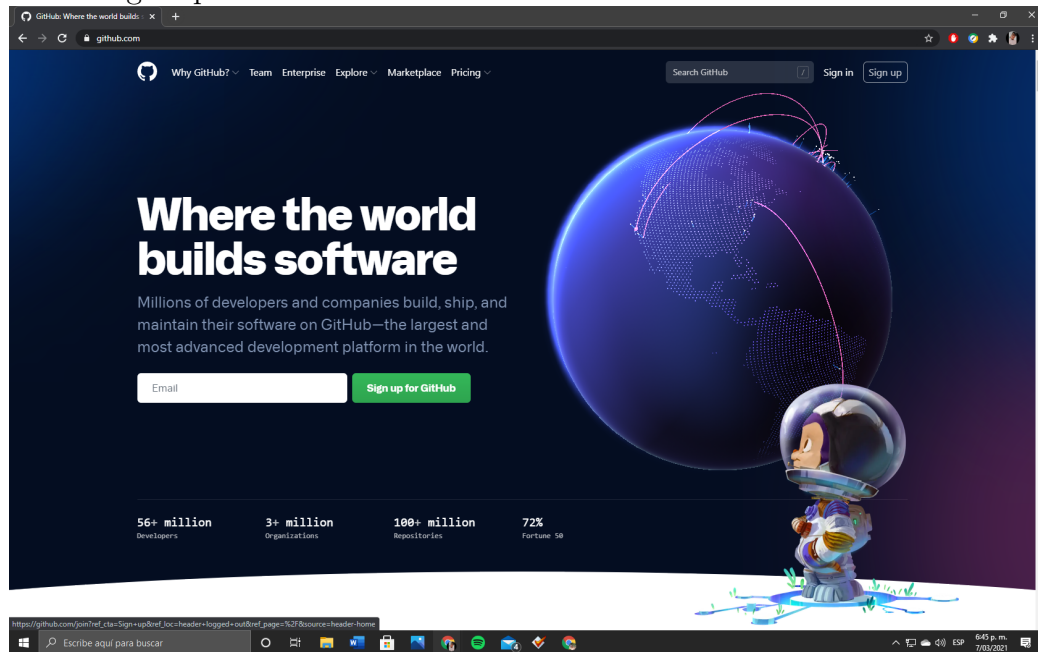 GitHub: Where the world builds
github.com
Why GitHub? Team Enterprise Explore Marketplace Pricing
Search GitHub / Sign in Sign up
Where the world
builds software
Millions of developers and companies build, ship, and
maintain their software on GitHub—the largest and
most advanced development platform in the world.
Email Sign up for GitHub
56+ million 3+ million 100+ million 72%
Developers Organizations Repositories Fortune 50
https://github.com/join?ref_cta=Sign+up&ref_loc=header+logged+out&ref_page=%2F&source=header-home
Escribe aquí para buscar
ESP
6:45 p. m.
7/03/2021